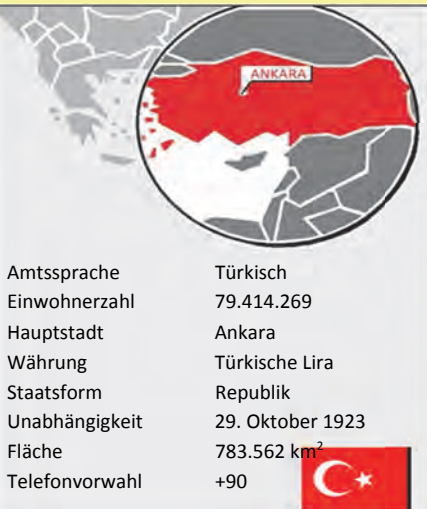 ANKARA
Amtssprache Türkisch
Einwohnerzahl 79.414.269
Hauptstadt Ankara
Währung Türkische Lira
Staatsform Republik
Unabhängigkeit 29. Oktober 1923
Fläche 783.562 km²
Telefonvorwahl +90